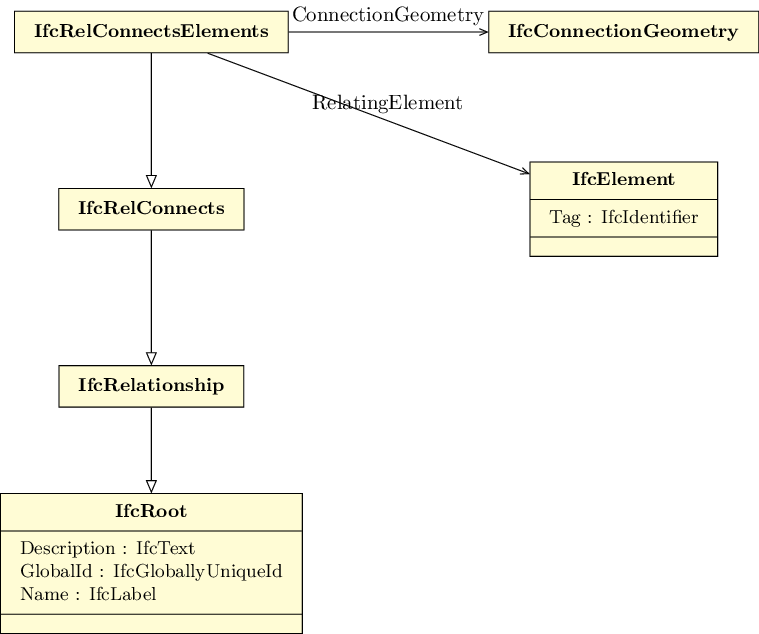 ConnectionGeometry
IfcRelConnectsElements
IfcConnectionGeometry
RelatingElement
IfcElement
Tag : IfcIdentifier
IfcRelConnects
IfcRelationship
IfcRoot
Description : IfcText
GlobalId : IfcGloballyUniqueId
Name : IfcLabel